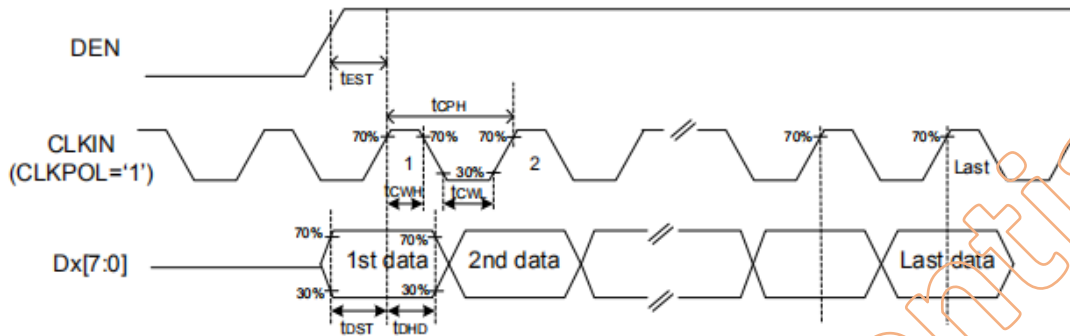 DEN
tEST
tCPH
CLKIN
(CLKPOL='1')
70%
70%
70%
70%
70%
1
2
Last
30%
tCWH
tCWL
70%
70%
Dx[7:0]
1st data
2nd data
Last data
30%
30%
tDST
tDHD